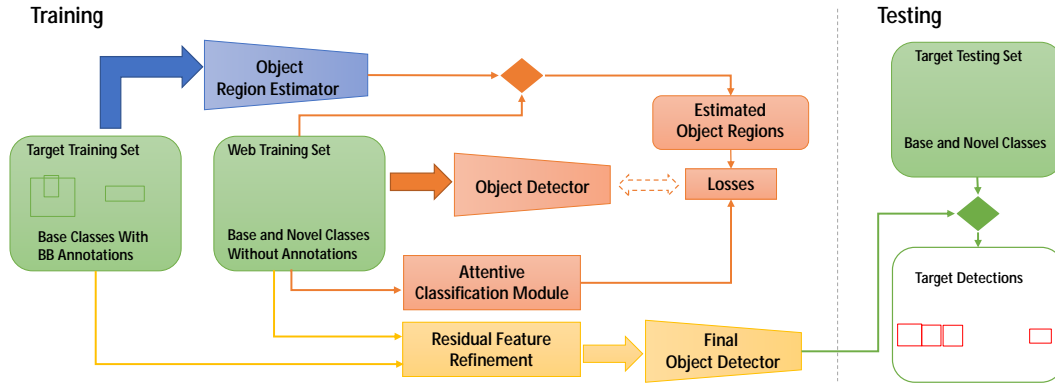 Training
Testing
Object
Region Estimator
Target Testing Set
Base and Novel Classes
Estimated
Object Regions
Target Training Set
Base Classes With
BB Annotations
Web Training Set
Base and Novel Classes
Without Annotations
Object Detector
Losses
Attentive
Classification Module
Target Detections
Residual Feature
Refinement
Final
Object Detector